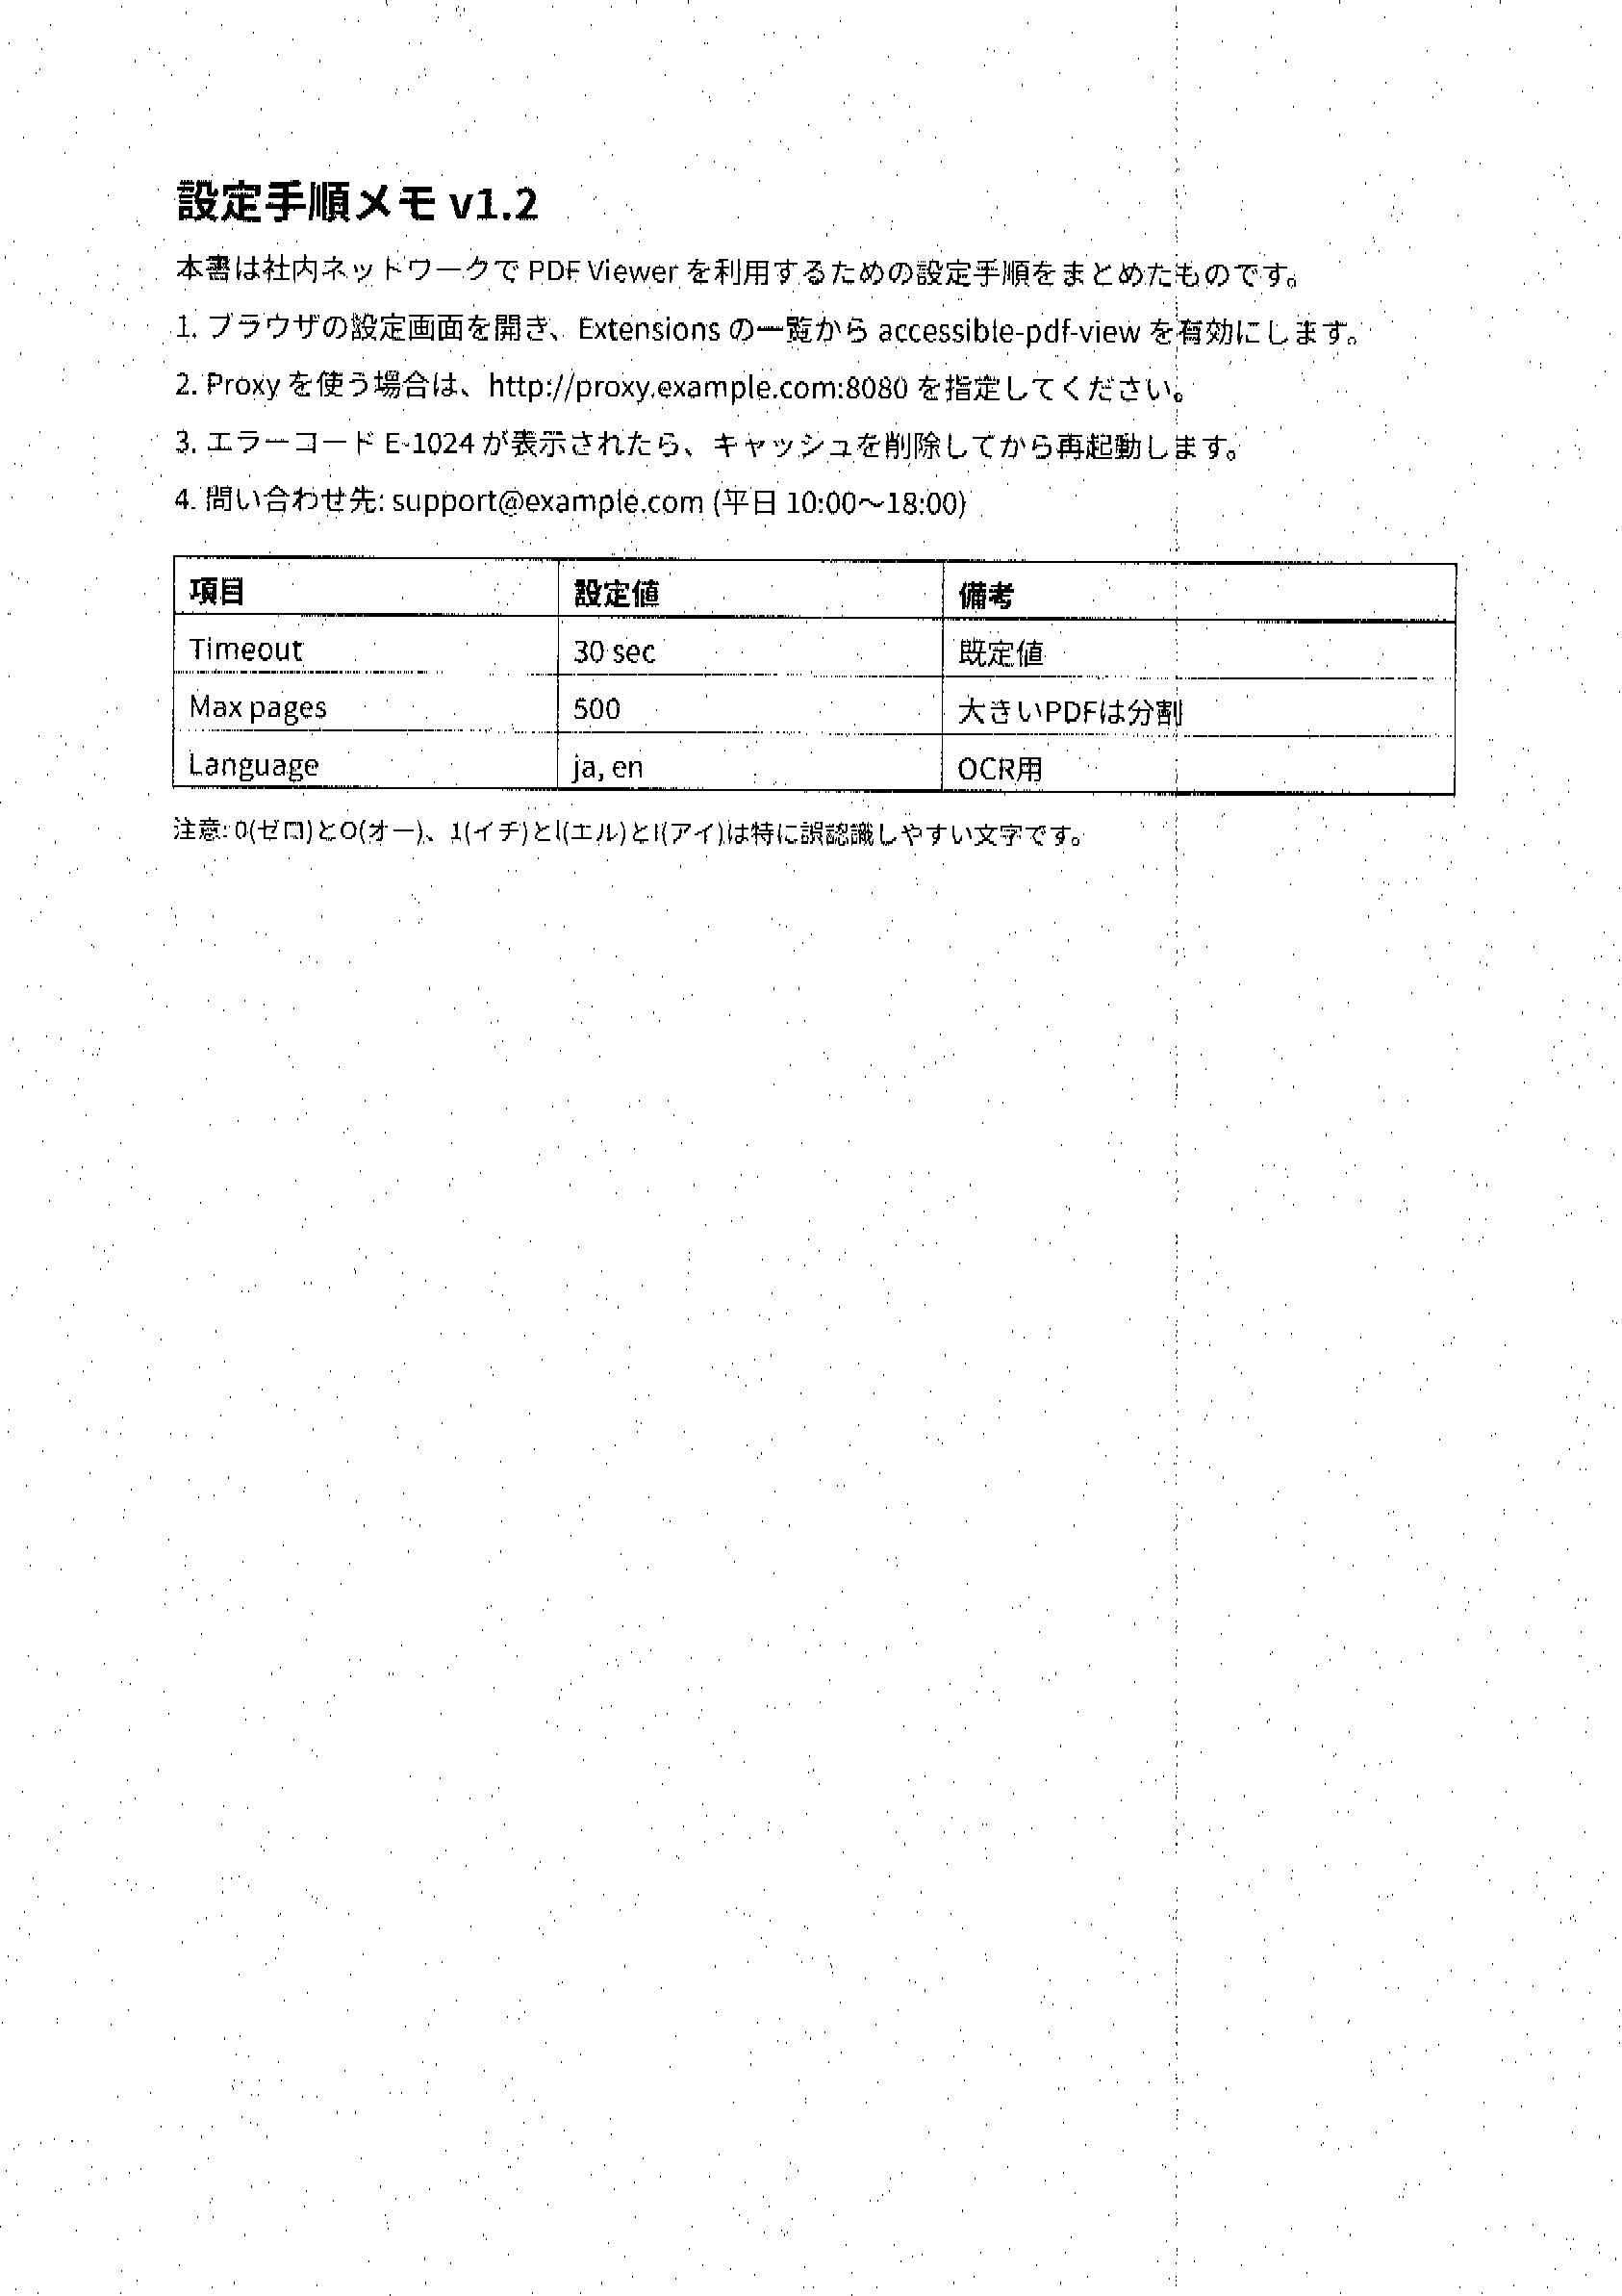 設定手順メモ v1.2
本書は社内ネットワークで PDF Viewer を利用するための設定手順をまとめたものです。
1. ブラウザの設定画面を開き、Extensions の一覧から accessible-pdf-view を有効にします。
2. Proxy を使う場合は、http://proxy.example.com:8080 を指定してください。
3. エラーコード E-1024 が表示されたら、キャッシュを削除してから再起動します。
4. 問い合わせ先: support@example.com (平日 10:00〜18:00)
項目 設定値 備考
Timeout 30 sec 既定値
Max pages 500 大きいPDFは分割
Language ja, en OCR用
注意: 0(ゼロ)とO(オー)、1(イチ)とl(エル)とI(アイ)は特に誤認識しやすい文字です。